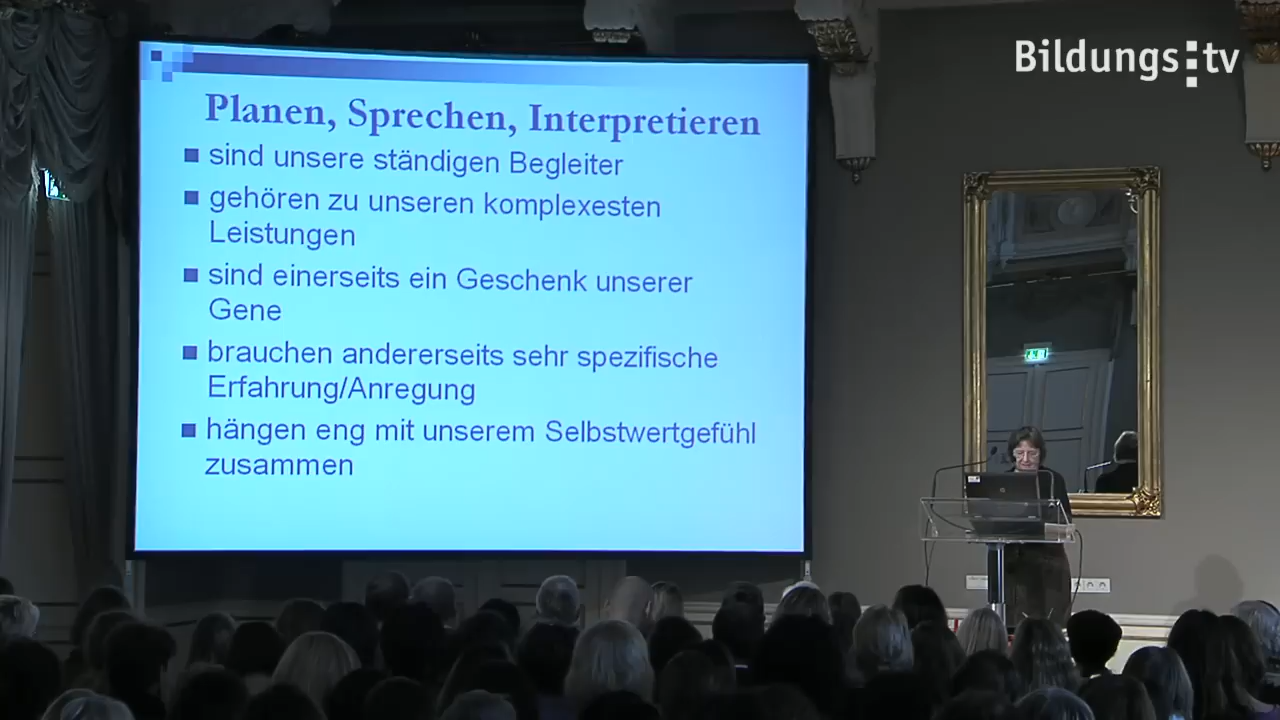 Bildungs:tv
Planen, Sprechen, Interpretieren
sind unsere ständigen Begleiter
gehören zu unseren komplexesten
Leistungen
sind einerseits ein Geschenk unserer
Gene
brauchen andererseits sehr spezifische
Erfahrung/Anregung
hängen eng mit unserem Selbstwertgefühl
zusammen